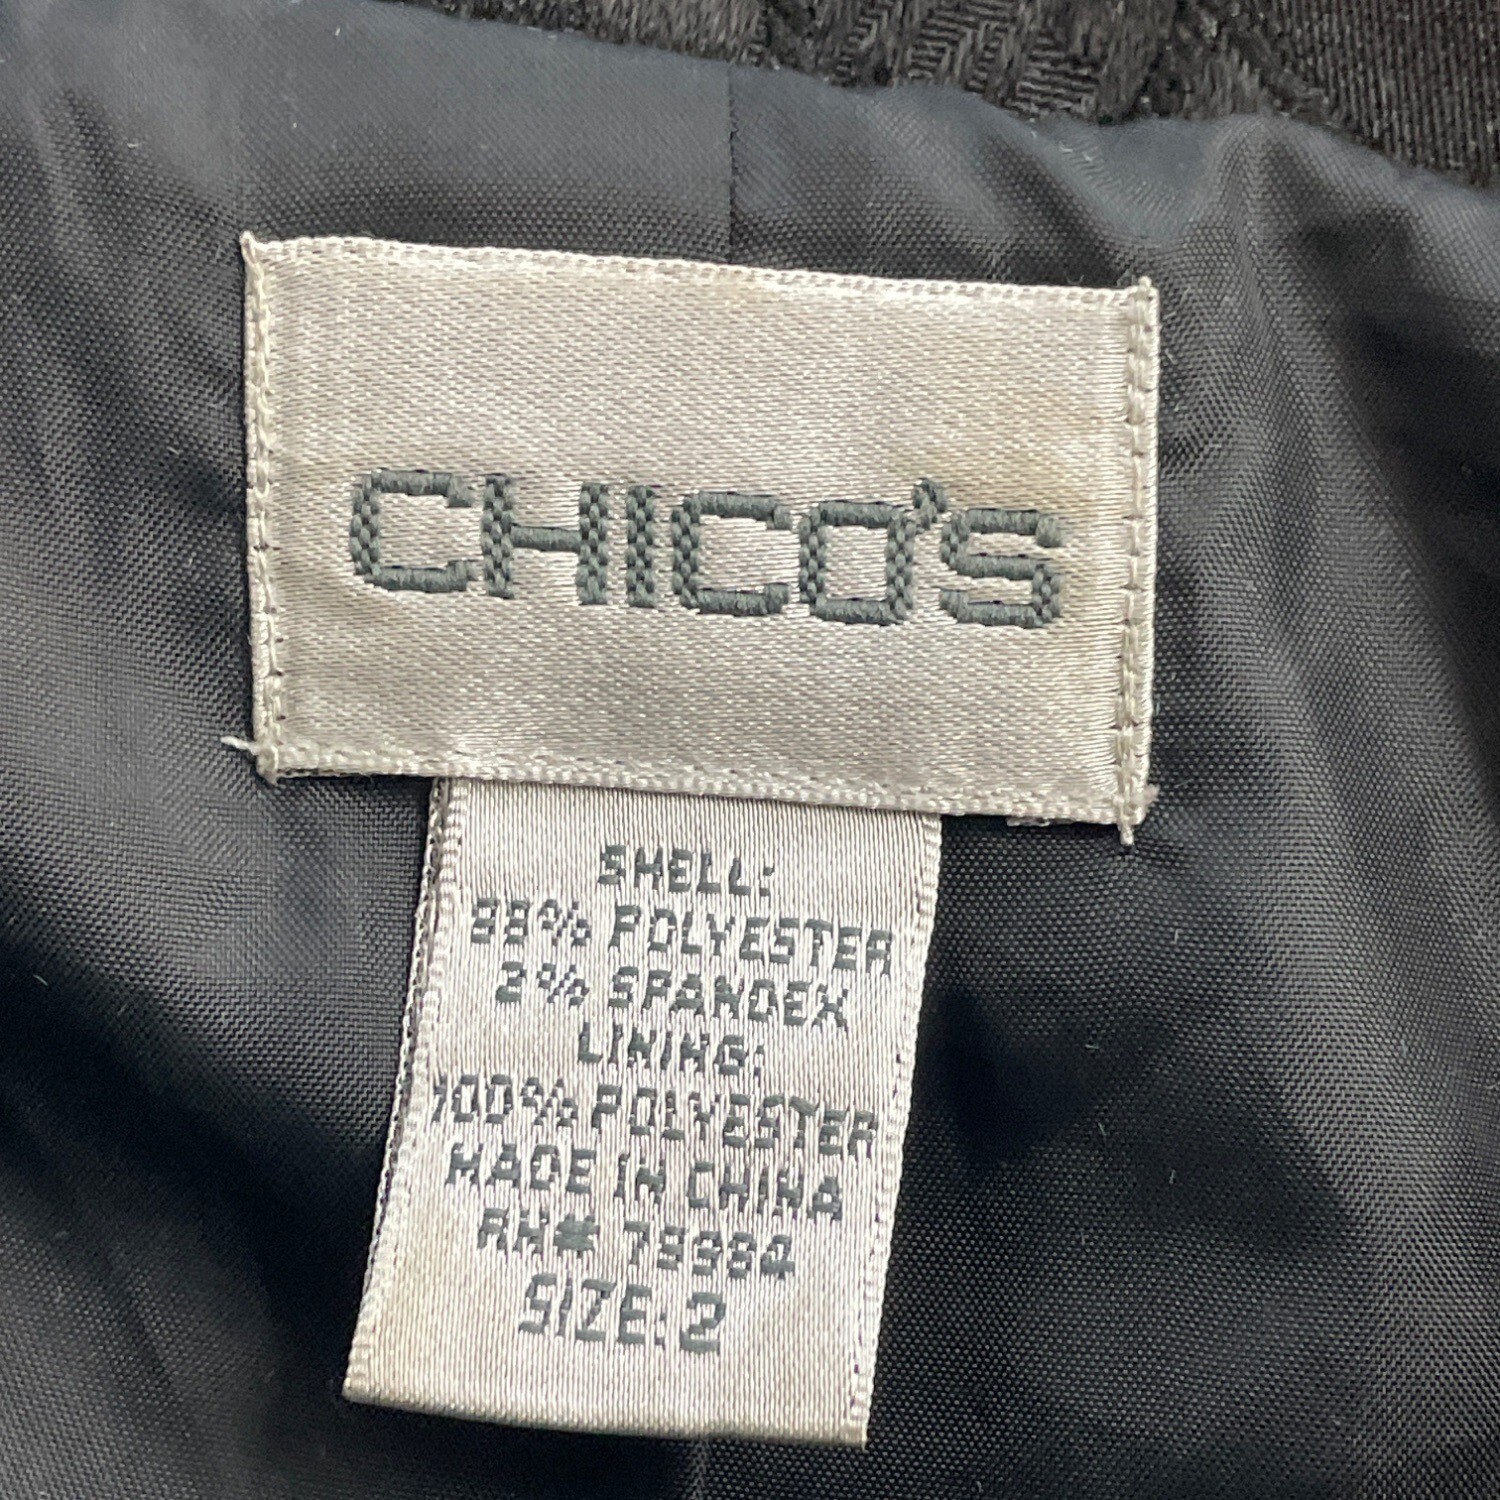 CHICO'S
SHELL:
98% POLYESTER
2% SPANDEX
LINING:
100% POLYESTER
MADE IN CHINA
RN# 79984
SIZE: 2